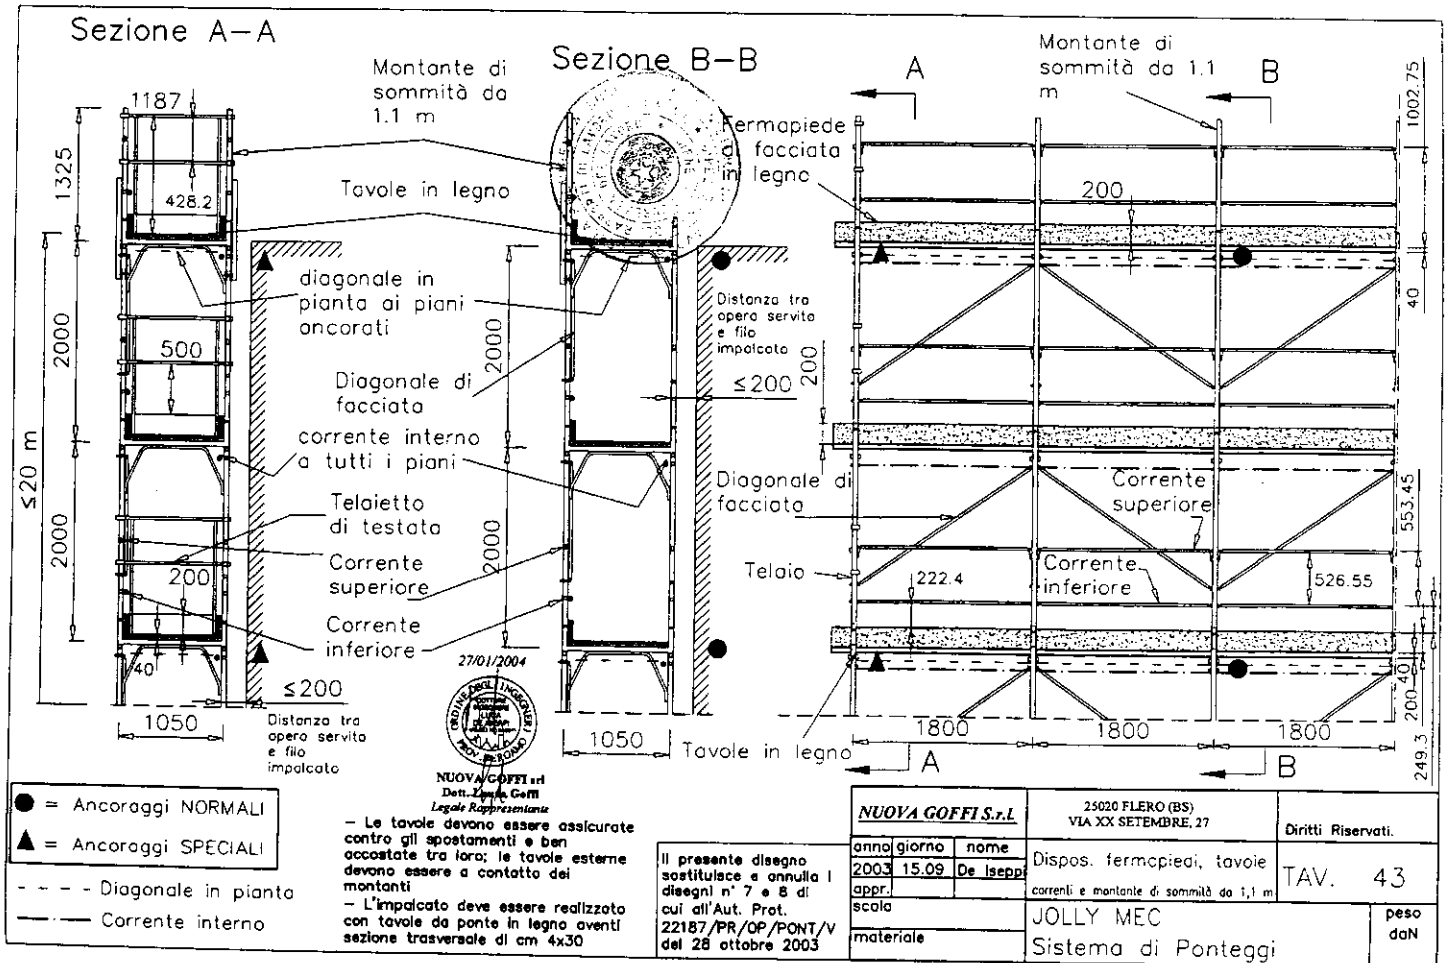 Sezione A-A
Sezione B-B
Montante di
sommità da
1.1 m
Montante di
sommità da 1.1
m
A
B
1187
1325
428.2
Tavole in legno
Fermapiede
di facciata
in legno
200
1002.75
40
diagonale in
pianta ai piani
ancorati
Distanza tra
opera servita
e filo
impalcato
≤200
200
2000
500
2000
Diagonale di
facciata
corrente interno
a tutti i piani
≤20 m
Diagonale di
facciata
Corrente
superiore
553.45
2000
Telaietto
di testata
2000
Corrente
superiore
200
Telaio
222.4
Corrente
inferiore
526.55
Corrente
inferiore
40
27/01/2004
≤200
1050
Distanza tra
opera servita
e filo
impalcato
1050
Tavole in legno
1800
1800
1800
40
200
249.3
A
B
ORDINE DEGLI INGEGNERI
PROV. BERGAMO
NUOVA GOFFI srl
Dott. Goffi
Legale Rappresentante
= Ancoraggi NORMALI
= Ancoraggi SPECIALI
Diagonale in pianta
Corrente interno
- Le tavole devono essere assicurate
contro gli spostamenti e ben
accostate tra loro; le tavole esterne
devono essere a contatto dei
montanti
- L'impalcato deve essere realizzato
con tavole da ponte in legno aventi
sezione trasversale di cm 4x30
Il presente disegno
sostituisce e annulla i
disegni n° 7 e 8 di
cui all'Aut. Prot.
22187/PR/OP/PONT/V
del 28 ottobre 2003
NUOVA GOFFI S.r.l.
25020 FLERO (BS)
VIA XX SETEMBRE, 27
Diritti Riservati.
anno giorno nome
2003 15.09 De Iseppi
appr.
scala
materiale
Dispos. fermapiedi, tavole
correnti e montante di sommità da 1,1 m
TAV. 43
JOLLY MEC
Sistema di Ponteggi
peso
daN